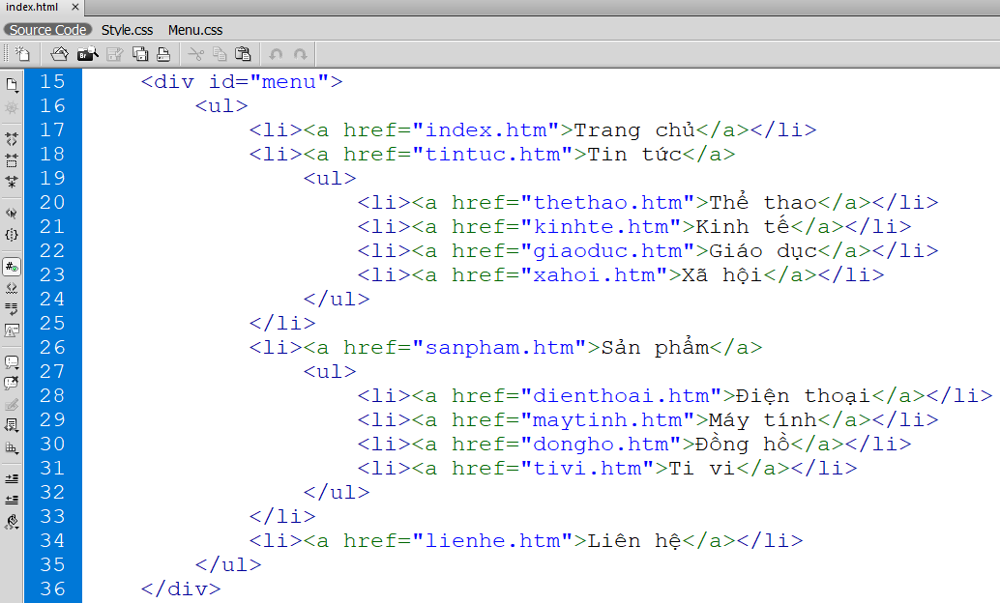 index.html ×
Source Code Style.css Menu.css
15 <div id="menu">
16 <ul>
17 <li><a href="index.htm">Trang chủ</a></li>
18 <li><a href="tintuc.htm">Tin tức</a>
19 <ul>
20 <li><a href="thethao.htm">Thể thao</a></li>
21 <li><a href="kinhte.htm">Kinh tế</a></li>
22 <li><a href="giaoduc.htm">Giáo dục</a></li>
23 <li><a href="xahoi.htm">Xã hội</a></li>
24 </ul>
25 </li>
26 <li><a href="sanpham.htm">Sản phẩm</a>
27 <ul>
28 <li><a href="dienthoai.htm">Điện thoại</a></li>
29 <li><a href="maytinh.htm">Máy tính</a></li>
30 <li><a href="dongho.htm">Đồng hồ</a></li>
31 <li><a href="tivi.htm">Ti vi</a></li>
32 </ul>
33 </li>
34 <li><a href="lienhe.htm">Liên hệ</a></li>
35 </ul>
36 </div>